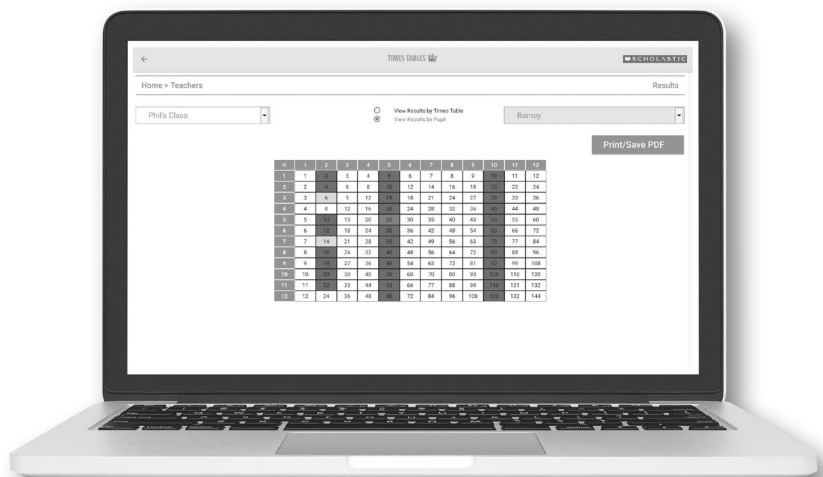 ←
TIMES TABLES
SCHOLASTIC
Home > Teachers Results
Phil's Class
View Results by Times Table
View Results by Pupil
Barney
Print/Save PDF
× 1 2 3 4 5 6 7 8 9 10 11 12
1 1 2 3 4 5 6 7 8 9 10 11 12
2 2 4 6 8 10 12 14 16 18 20 22 24
3 3 6 9 12 15 18 21 24 27 30 33 36
4 4 8 12 16 20 24 28 32 36 40 44 48
5 5 10 15 20 25 30 35 40 45 50 55 60
6 6 12 18 24 30 36 42 48 54 60 66 72
7 7 14 21 28 35 42 49 56 63 70 77 84
8 8 16 24 32 40 48 56 64 72 80 88 96
9 9 18 27 36 45 54 63 72 81 90 99 108
10 10 20 30 40 50 60 70 80 90 100 110 120
11 11 22 33 44 55 66 77 88 99 110 121 132
12 12 24 36 48 60 72 84 96 108 120 132 144